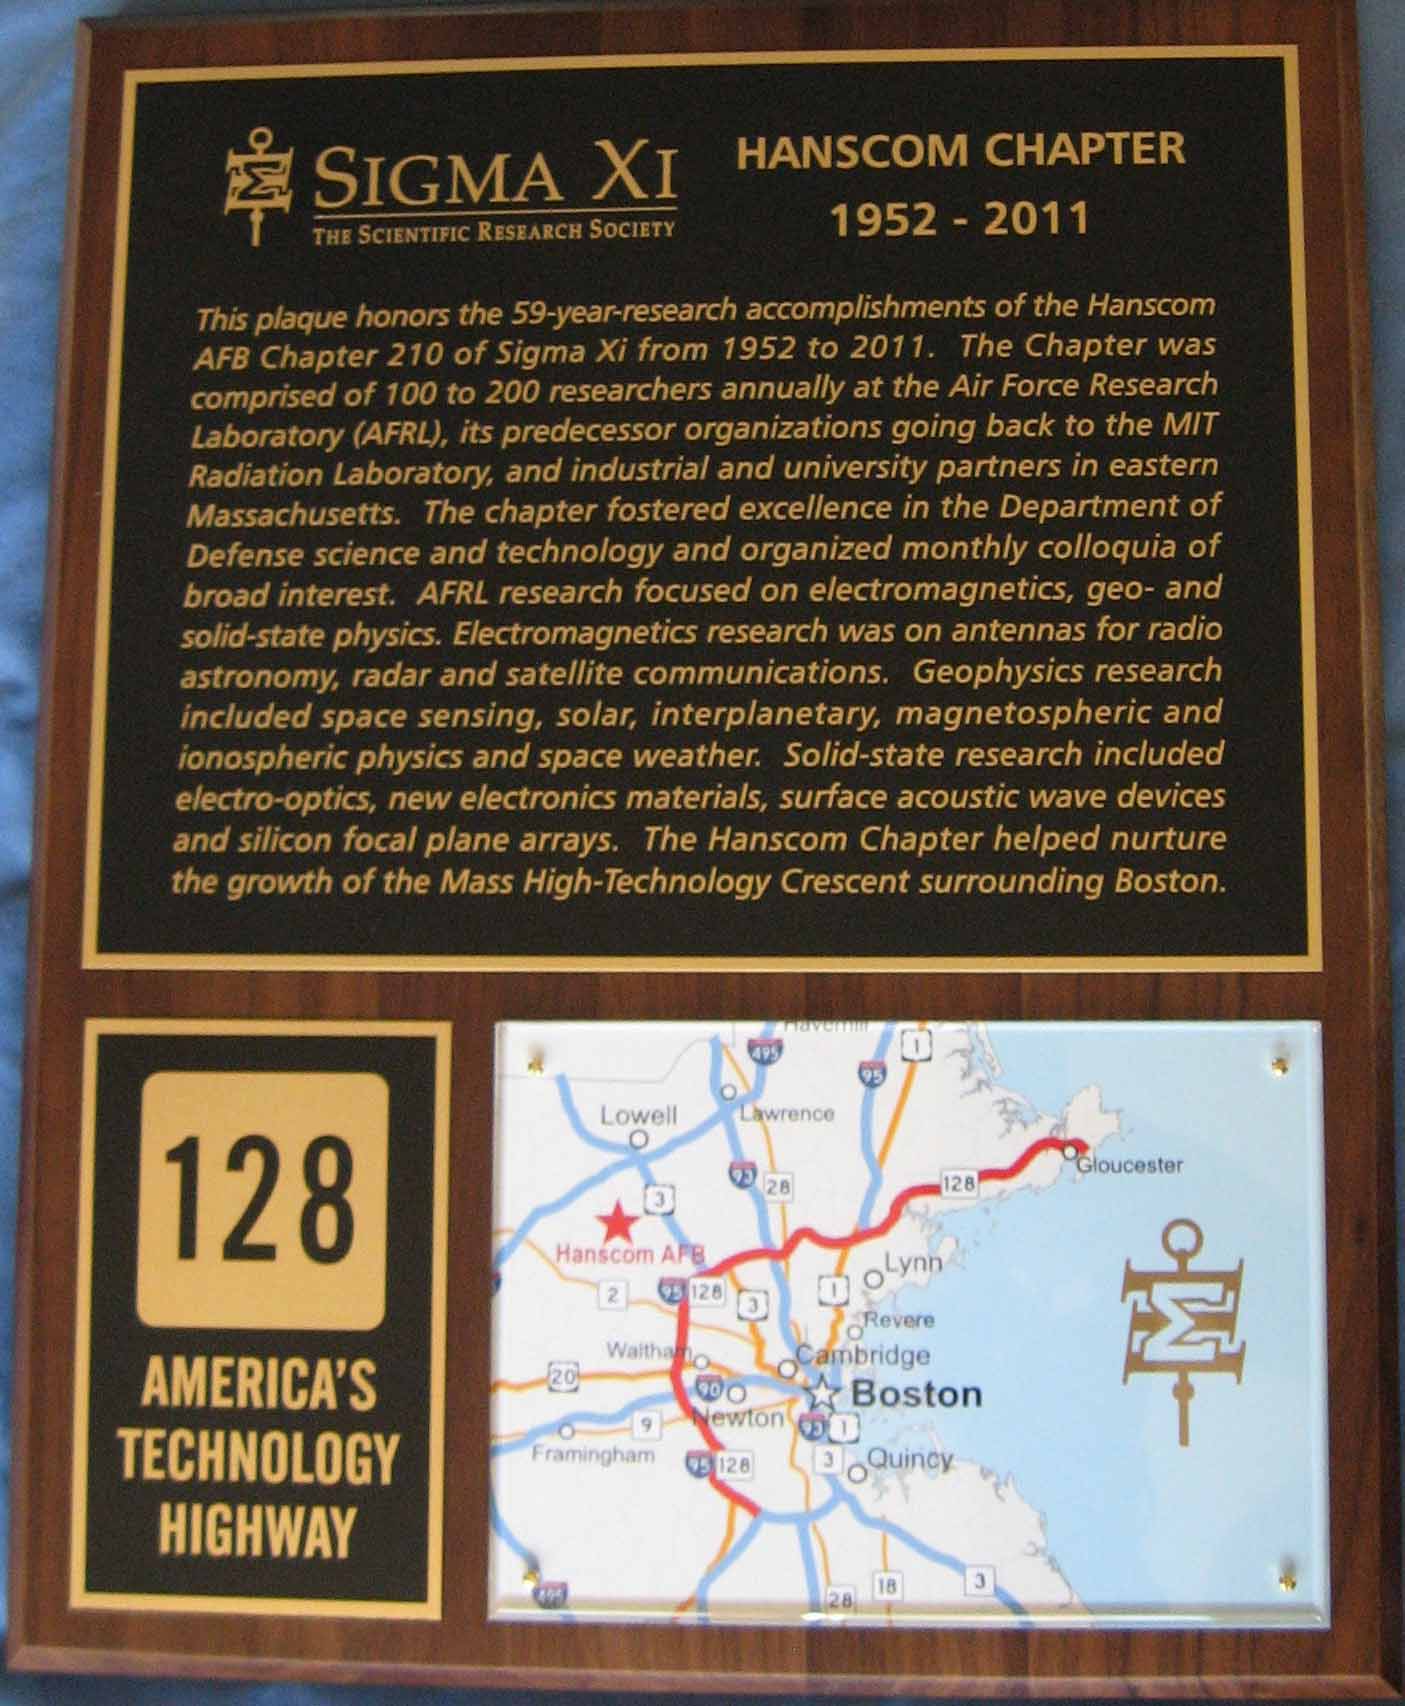 SIGMA XI
THE SCIENTIFIC RESEARCH SOCIETY
HANSCOM CHAPTER
1952 - 2011
This plaque honors the 59-year-research accomplishments of the Hanscom
AFB Chapter 210 of Sigma Xi from 1952 to 2011. The Chapter was
comprised of 100 to 200 researchers annually at the Air Force Research
Laboratory (AFRL), its predecessor organizations going back to the MIT
Radiation Laboratory, and industrial and university partners in eastern
Massachusetts. The chapter fostered excellence in the Department of
Defense science and technology and organized monthly colloquia of
broad interest. AFRL research focused on electromagnetics, geo- and
solid-state physics. Electromagnetics research was on antennas for radio
astronomy, radar and satellite communications. Geophysics research
included space sensing, solar, interplanetary, magnetospheric and
ionospheric physics and space weather. Solid-state research included
electro-optics, new electronics materials, surface acoustic wave devices
and silicon focal plane arrays. The Hanscom Chapter helped nurture
the growth of the Mass High-Technology Crescent surrounding Boston.
128
AMERICA'S
TECHNOLOGY
HIGHWAY
Haverhill
1
495
95
Lowell
Lawrence
93
28
3
128
Gloucester
Hanscom AFB
Lynn
2
95
128
3
1
Revere
Waltham
Cambridge
20
90
Boston
Newton
9
93
1
Framingham
95
128
3
Quincy
495
28
18
3